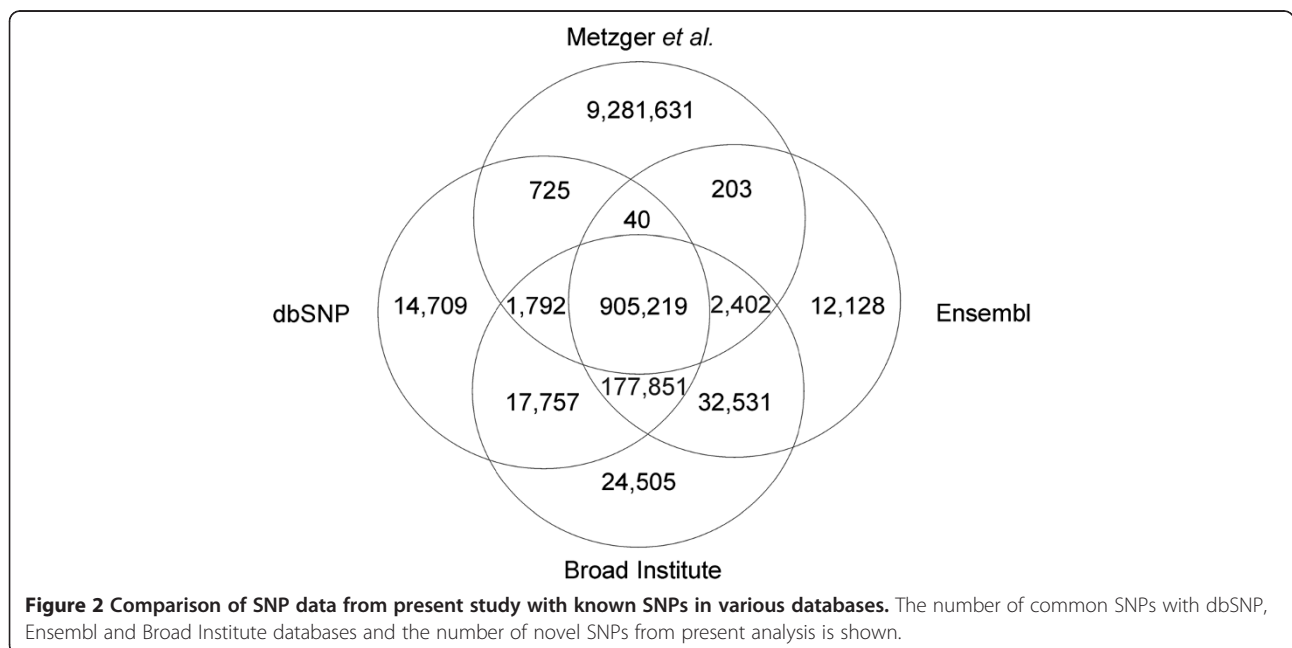 Metzger et al.
9,281,631
725
203
40
dbSNP
14,709
1,792
905,219
2,402
12,128
Ensembl
17,757
177,851
32,531
24,505
Broad Institute
Figure 2 Comparison of SNP data from present study with known SNPs in various databases. The number of common SNPs with dbSNP,
Ensembl and Broad Institute databases and the number of novel SNPs from present analysis is shown.